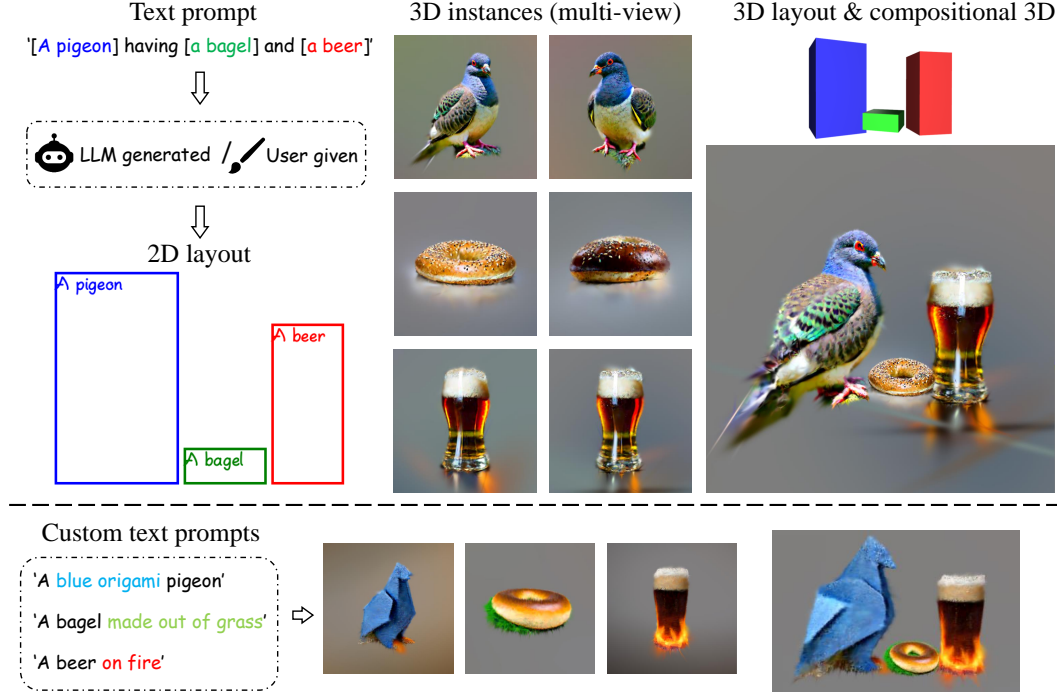 Text prompt
'[A pigeon] having [a bagel] and [a beer]'
LLM generated / User given
2D layout
A pigeon
A beer
A bagel
3D instances (multi-view)
3D layout & compositional 3D
Custom text prompts
'A blue origami pigeon'
'A bagel made out of grass'
'A beer on fire'